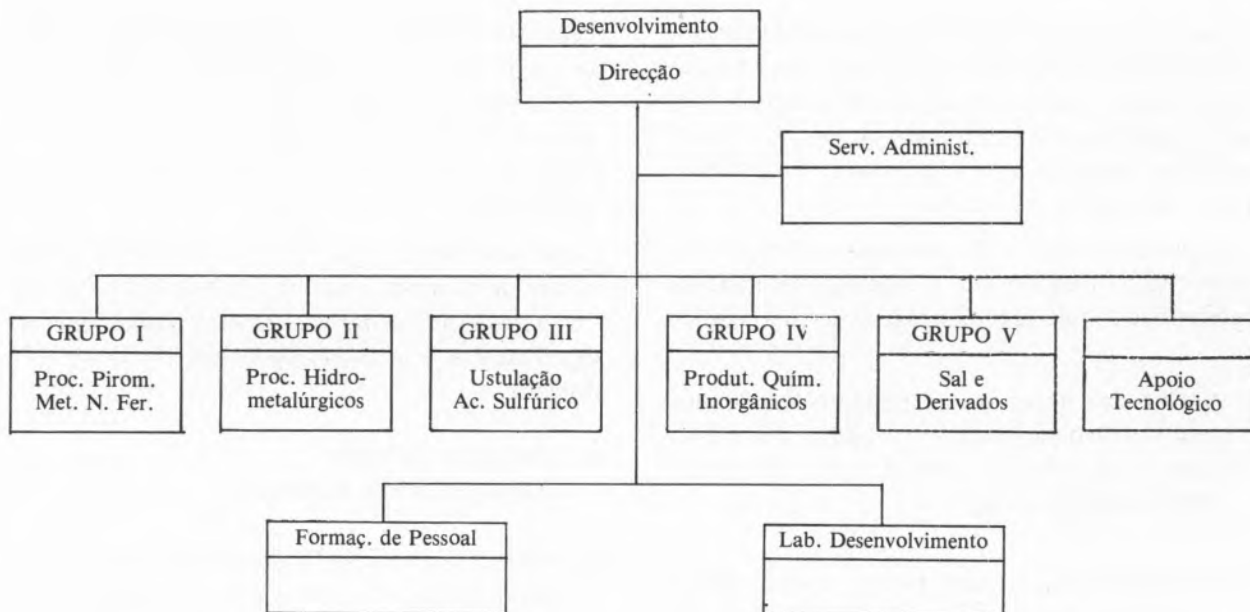 Desenvolvimento
Direcção
Serv. Administ.
GRUPO I
Proc. Pirom.
Met. N. Fer.
GRUPO II
Proc. Hidro-
metalúrgicos
GRUPO III
Ustulação
Ac. Sulfúrico
GRUPO IV
Produt. Quím.
Inorgânicos
GRUPO V
Sal e
Derivados
Apoio
Tecnológico
Formaç. de Pessoal
Lab. Desenvolvimento